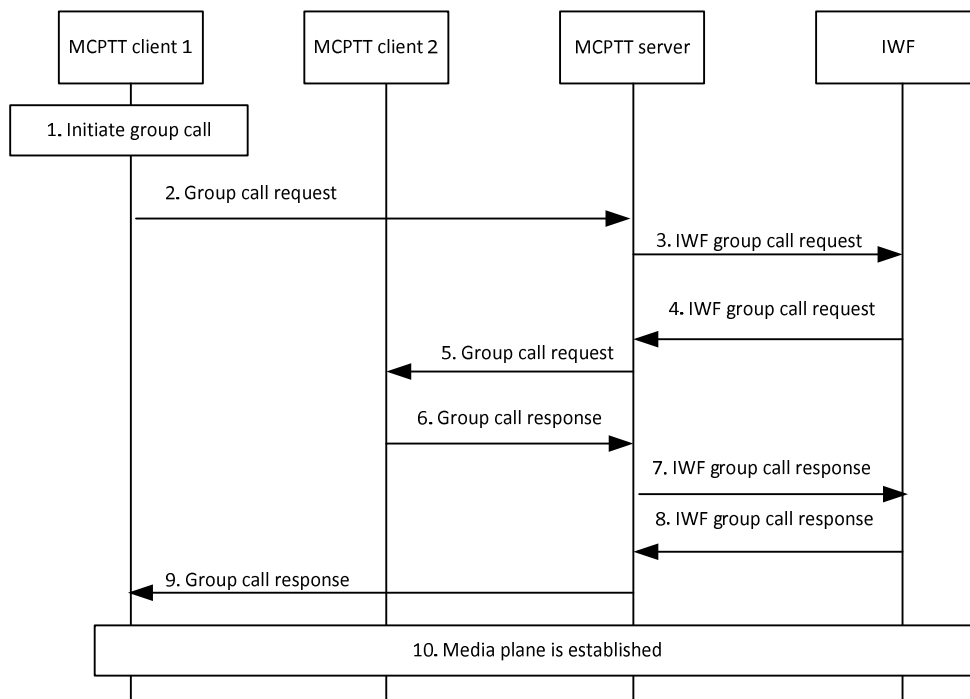 MCPTT client 1
MCPTT client 2
MCPTT server
IWF
1. Initiate group call
2. Group call request
3. IWF group call request
4. IWF group call request
5. Group call request
6. Group call response
7. IWF group call response
8. IWF group call response
9. Group call response
10. Media plane is established